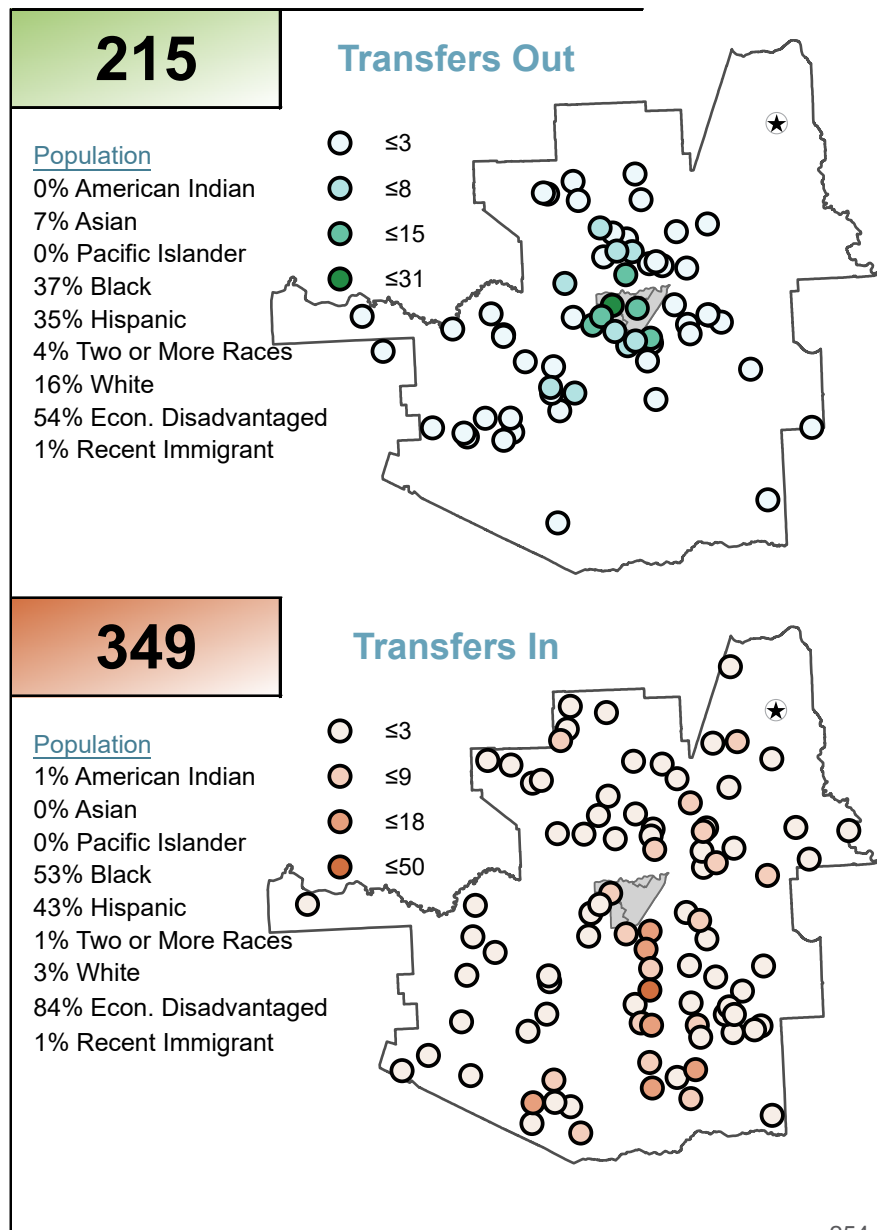 215
Transfers Out
Population
0% American Indian
7% Asian
0% Pacific Islander
37% Black
35% Hispanic
4% Two or More Races
16% White
54% Econ. Disadvantaged
1% Recent Immigrant
≤3
≤8
≤15
≤31
349
Transfers In
Population
1% American Indian
0% Asian
0% Pacific Islander
53% Black
43% Hispanic
1% Two or More Races
3% White
84% Econ. Disadvantaged
1% Recent Immigrant
≤3
≤9
≤18
≤50